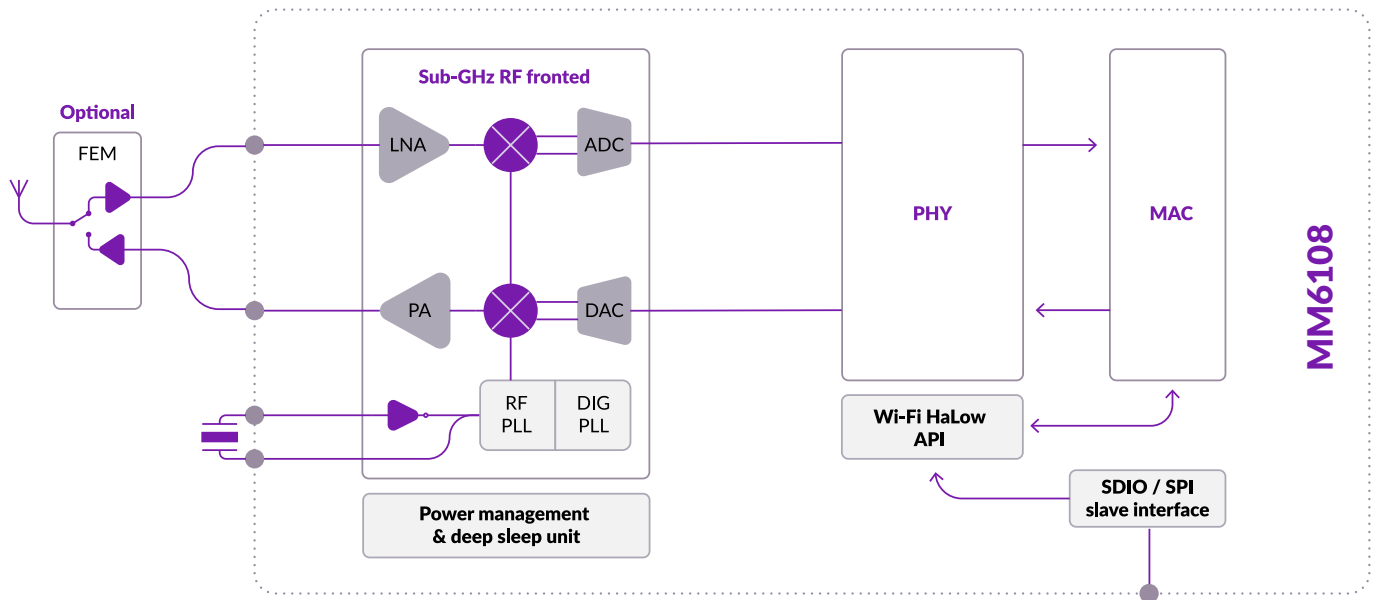 Optional
FEM
Sub-GHz RF fronted
LNA
ADC
PA
DAC
RF
PLL
DIG
PLL
Power management
& deep sleep unit
PHY
MAC
Wi-Fi HaLow
API
SDIO / SPI
slave interface
MM6108